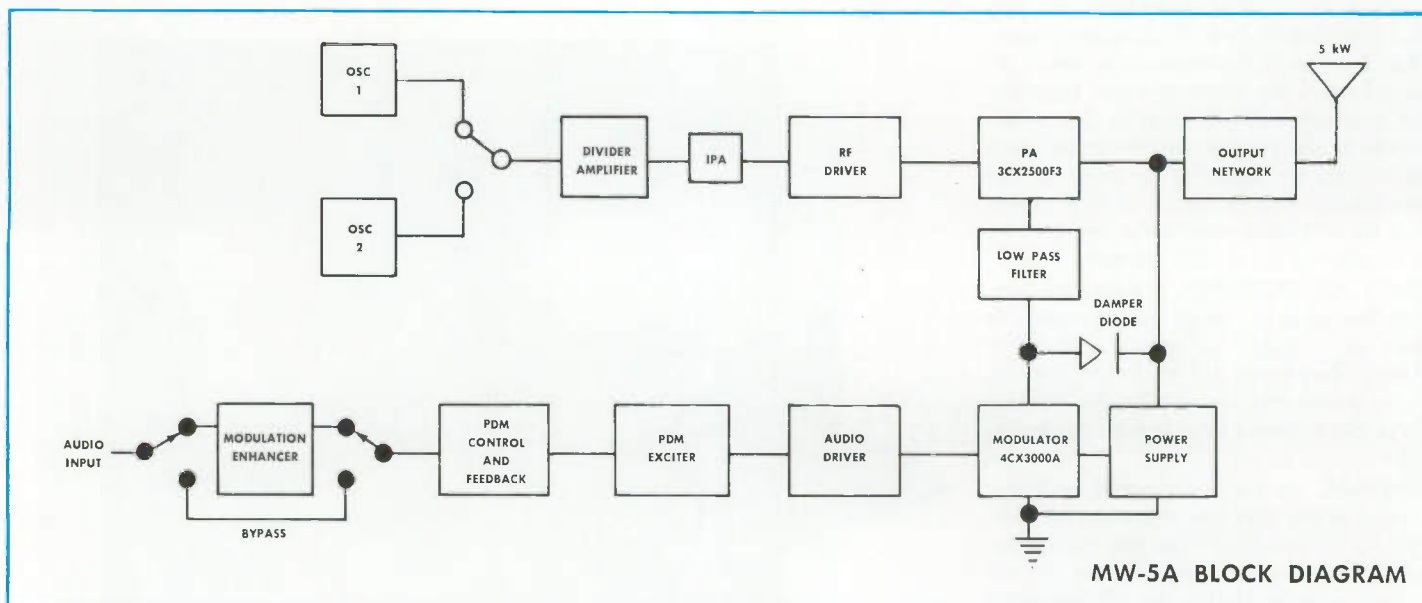 OSC
1
OSC
2
DIVIDER
AMPLIFIER
IPA
RF
DRIVER
PA
3CX2500F3
OUTPUT
NETWORK
5 kW
LOW PASS
FILTER
DAMPER
DIODE
AUDIO
INPUT
MODULATION
ENHANCER
BYPASS
PDM
CONTROL
AND
FEEDBACK
PDM
EXCITER
AUDIO
DRIVER
MODULATOR
4CX3000A
POWER
SUPPLY
MW-5A BLOCK DIAGRAM